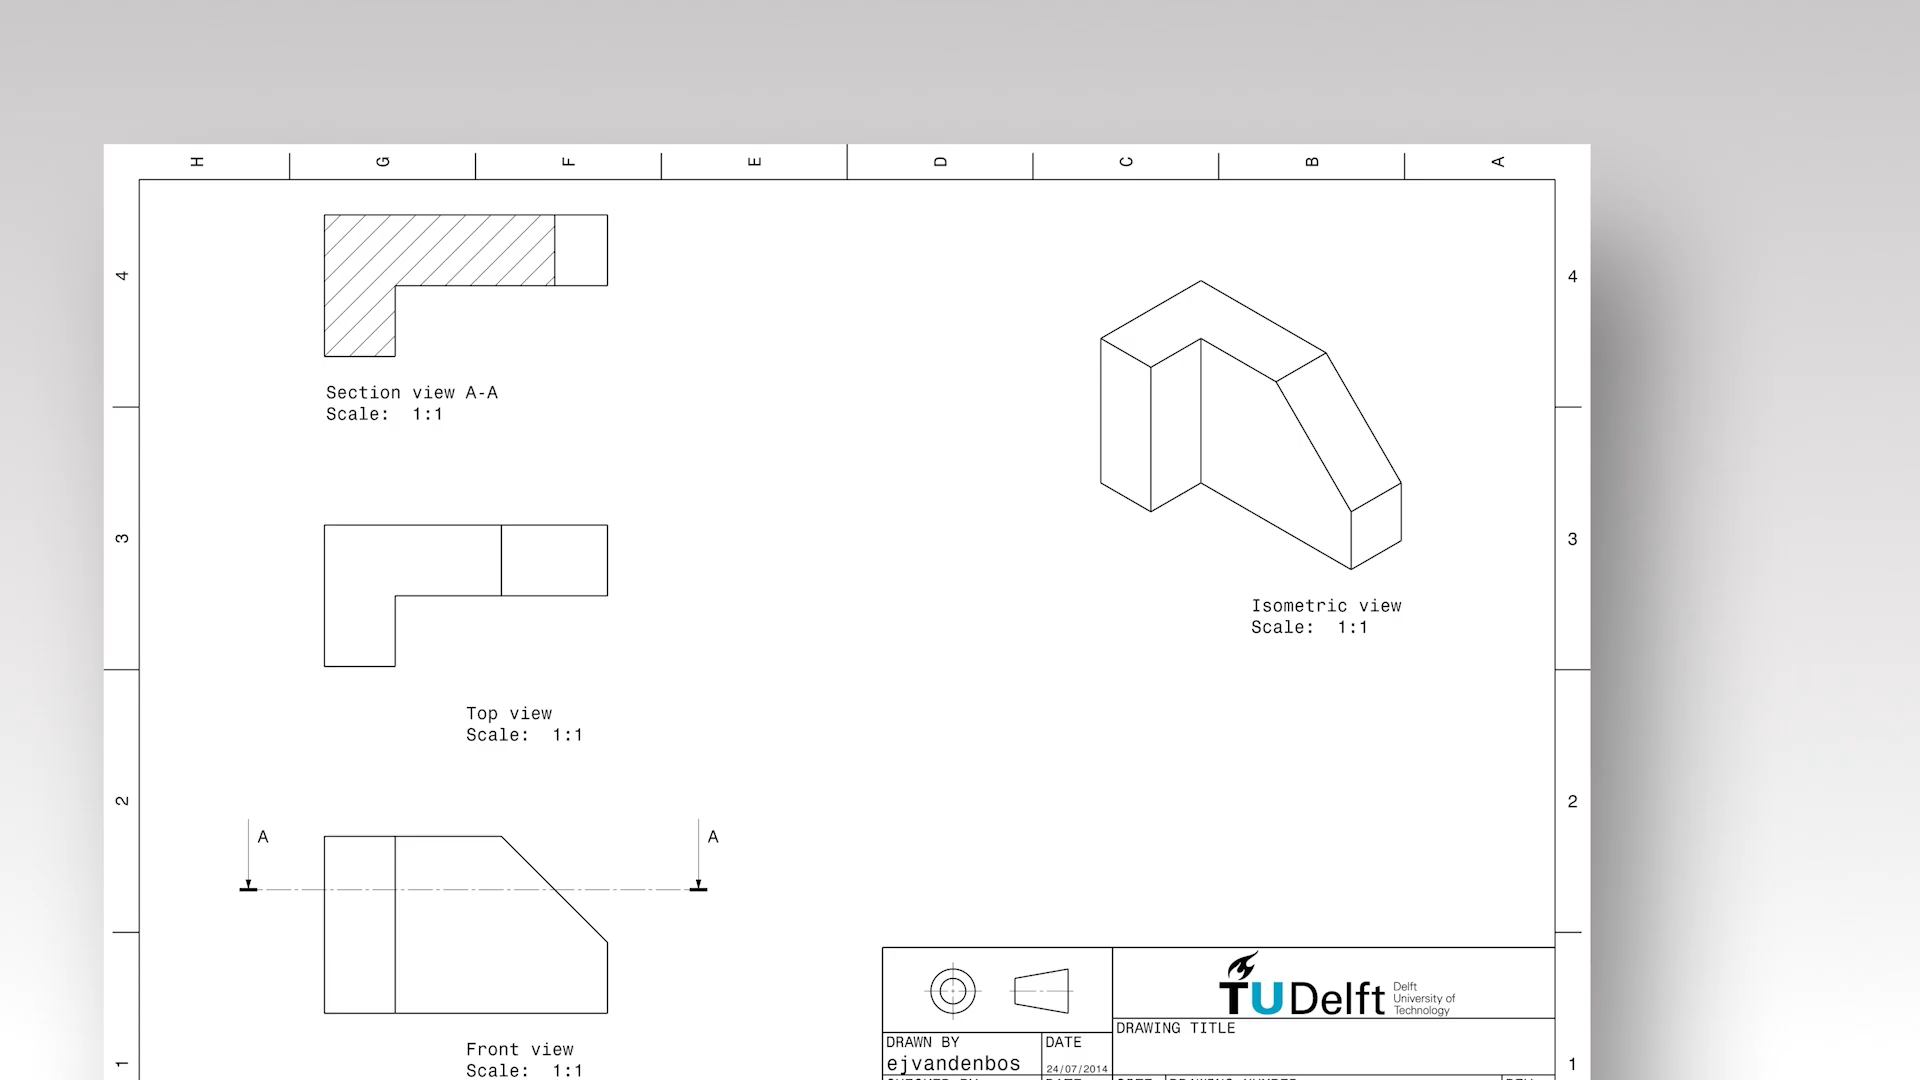 H G F E D C B A
4 4
Section view A-A
Scale: 1:1
3 3
Isometric view
Scale: 1:1
Top view
Scale: 1:1
2 2
A A
TU Delft
Delft
University of
Technology
DRAWING TITLE
DRAWN BY
ejvandenbos
DATE
24/07/2014
Front view
Scale: 1:1
1 1